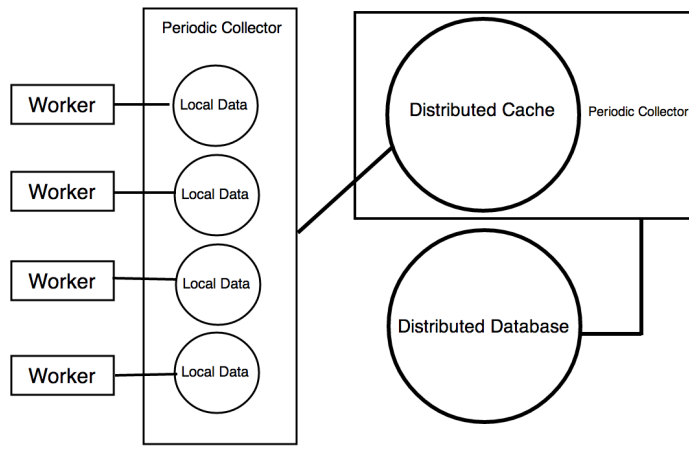 Periodic Collector
Worker
Local Data
Worker
Local Data
Worker
Local Data
Worker
Local Data
Distributed Cache
Periodic Collector
Distributed Database